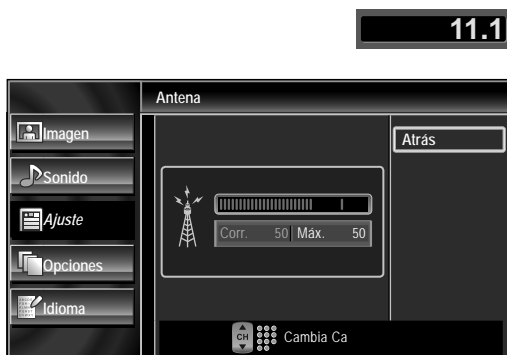 11.1
Antena
Imagen
Sonido
Ajuste
Opciones
Idioma
Atrás
Corr. 50 Máx. 50
CH Cambia Ca